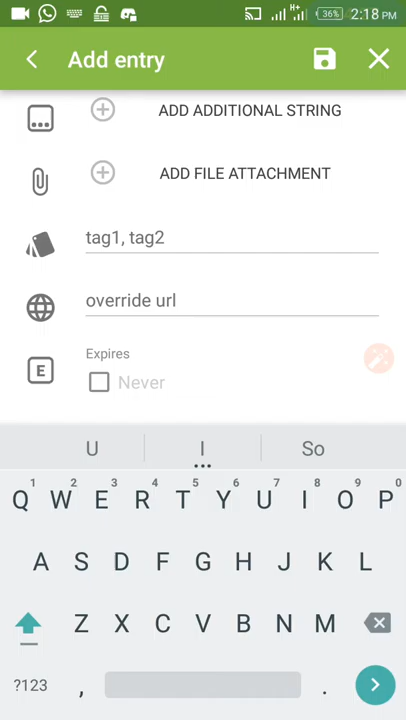 H+ 36% 2:18 PM
Add entry
ADD ADDITIONAL STRING
ADD FILE ATTACHMENT
tag1, tag2
override url
Expires
E
Never
U I So
1 2 3 4 5 6 7 8 9 0
Q W E R T Y U I O P
A S D F G H J K L
Z X C V B N M
?123 , .